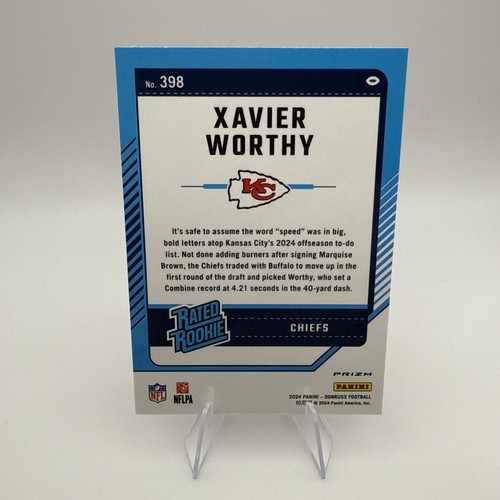 No. 398
XAVIER
WORTHY
KC
It's safe to assume the word "speed" was in big,
bold letters atop Kansas City's 2024 offseason to-do
list. Not done adding burners after signing Marquise
Brown, the Chiefs traded with Buffalo to move up in the
first round of the draft and picked Worthy, who set a
Combine record at 4.21 seconds in the 40-yard dash.
RATED
ROOKIE
CHIEFS
PRIZM
NFL
NFLPA
PANINI
2024 PANINI – DONRUSS FOOTBALL
© 2024 Panini America, Inc.